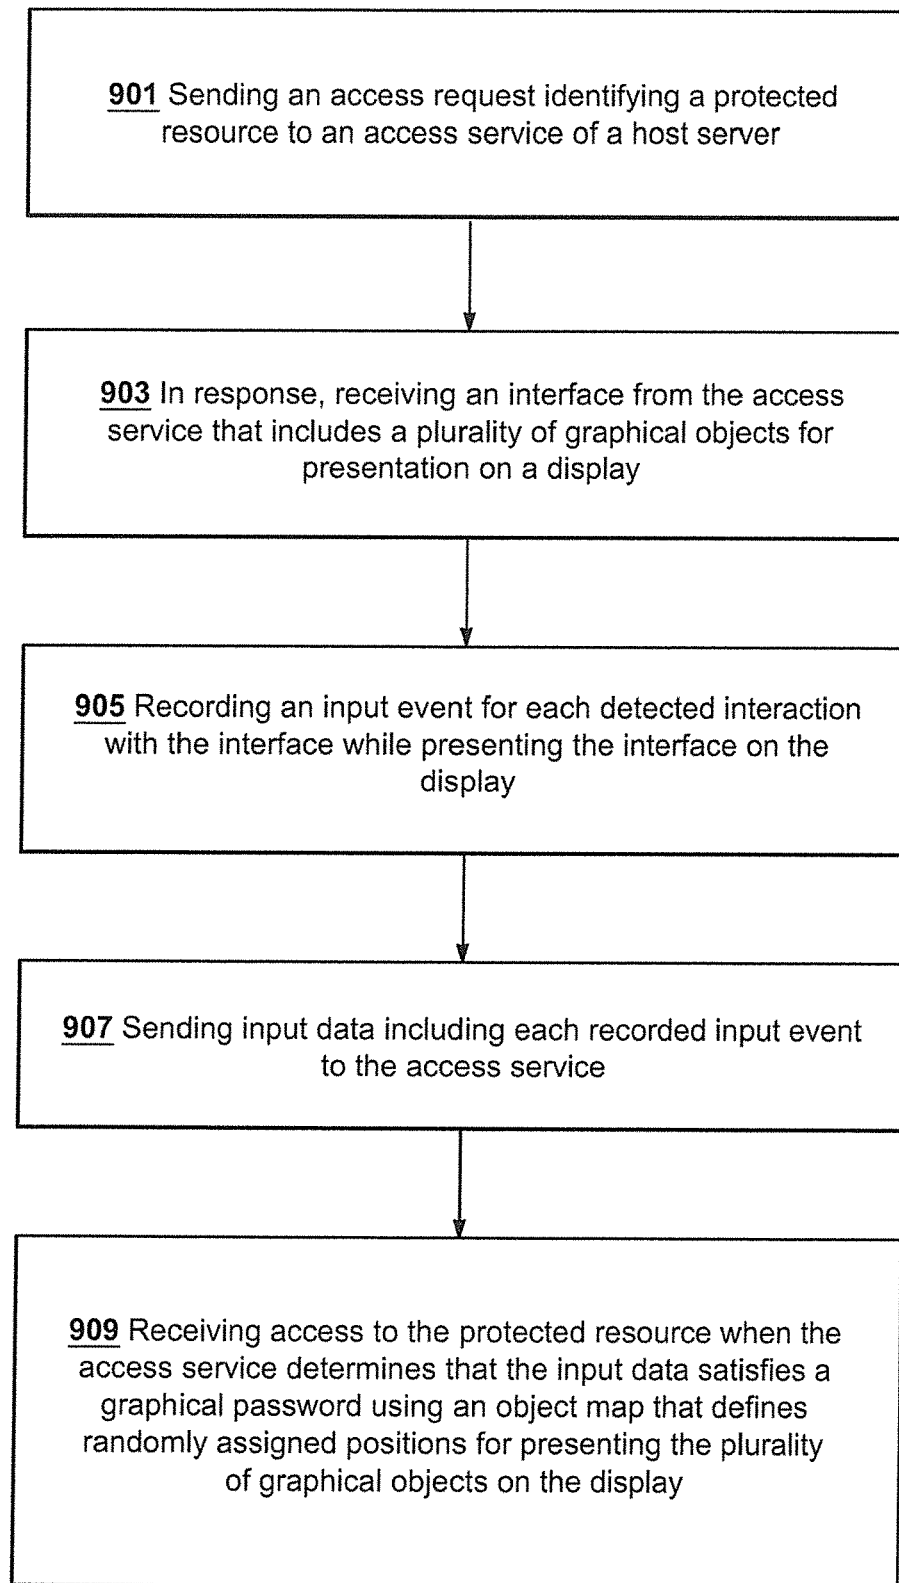 901 Sending an access request identifying a protected
resource to an access service of a host server
903 In response, receiving an interface from the access
service that includes a plurality of graphical objects for
presentation on a display
905 Recording an input event for each detected interaction
with the interface while presenting the interface on the
display
907 Sending input data including each recorded input event
to the access service
909 Receiving access to the protected resource when the
access service determines that the input data satisfies a
graphical password using an object map that defines
randomly assigned positions for presenting the plurality
of graphical objects on the display